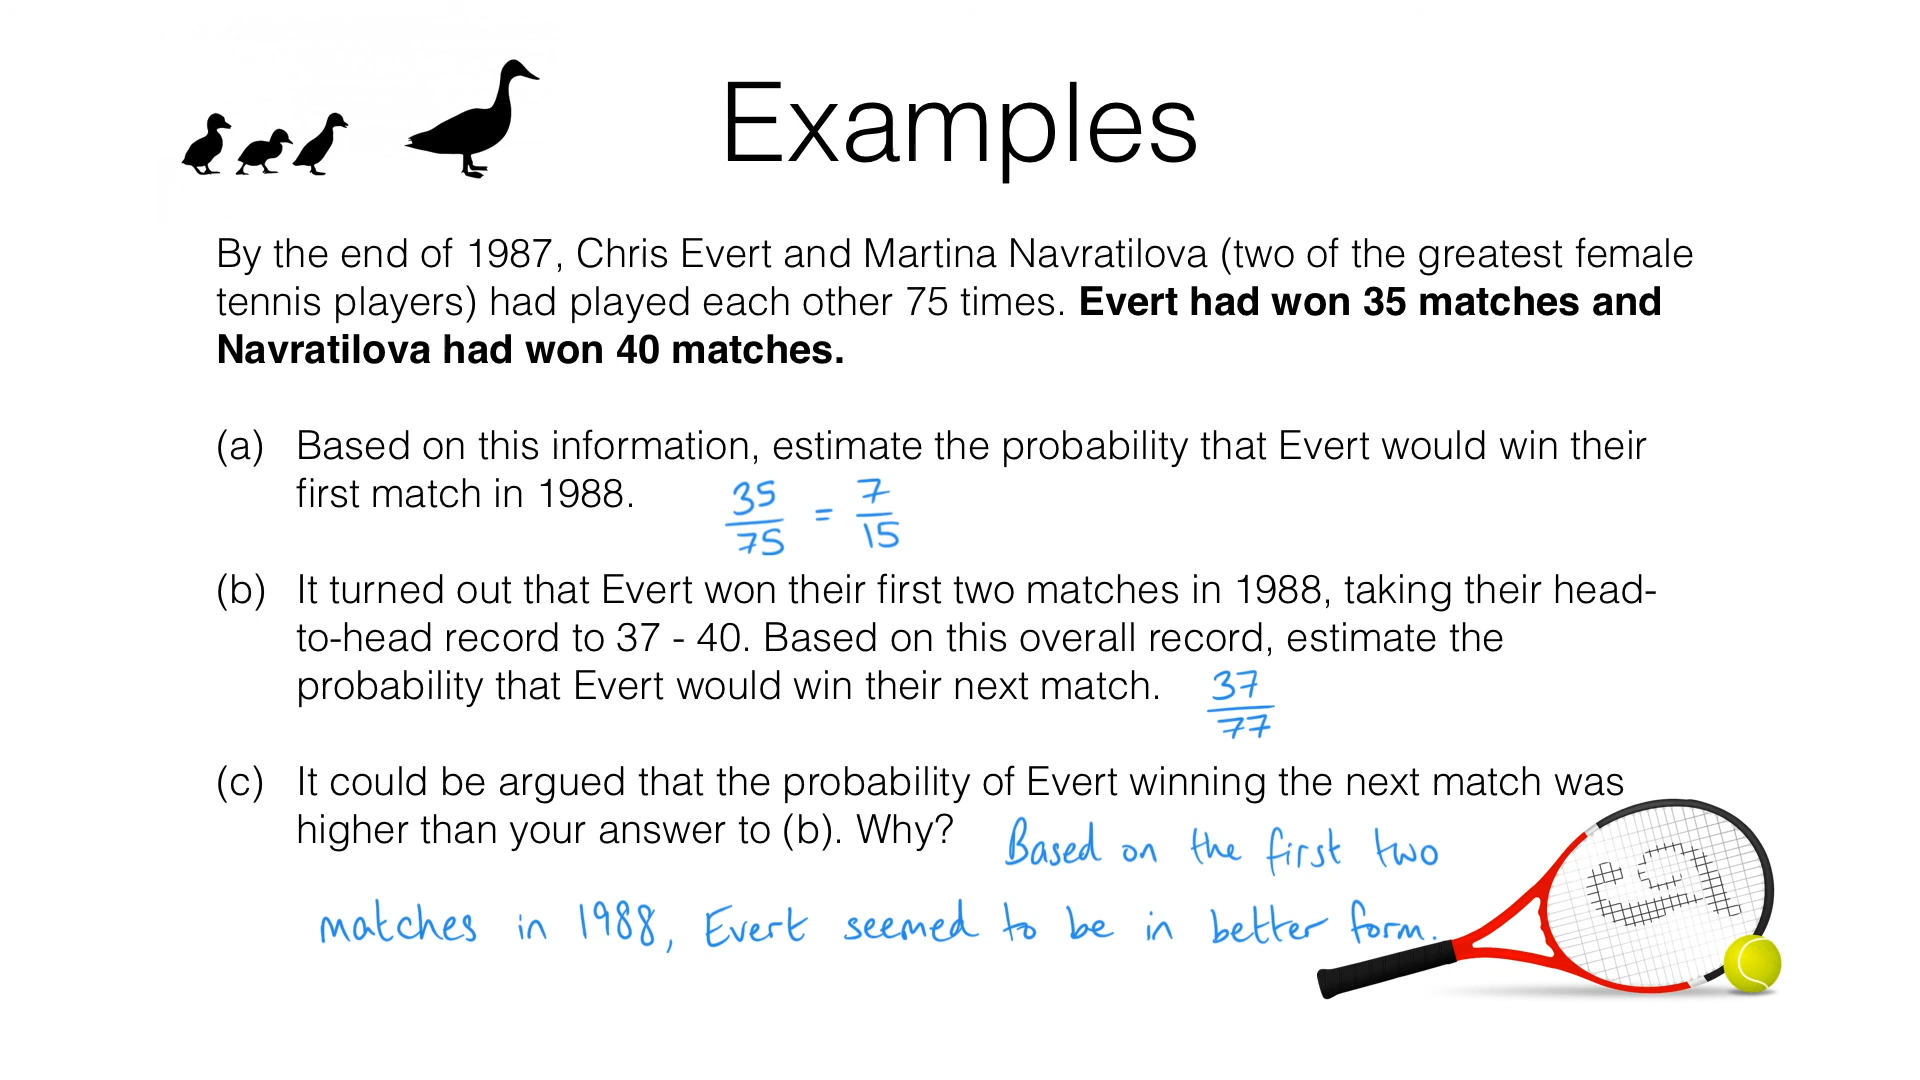 Examples
By the end of 1987, Chris Evert and Martina Navratilova (two of the greatest female
tennis players) had played each other 75 times. Evert had won 35 matches and
Navratilova had won 40 matches.
(a) Based on this information, estimate the probability that Evert would win their
first match in 1988.
35/75 = 7/15
(b) It turned out that Evert won their first two matches in 1988, taking their head-
to-head record to 37 - 40. Based on this overall record, estimate the
probability that Evert would win their next match. 37/77
(c) It could be argued that the probability of Evert winning the next match was
higher than your answer to (b). Why? Based on the first two
matches in 1988, Evert seemed to be in better form.